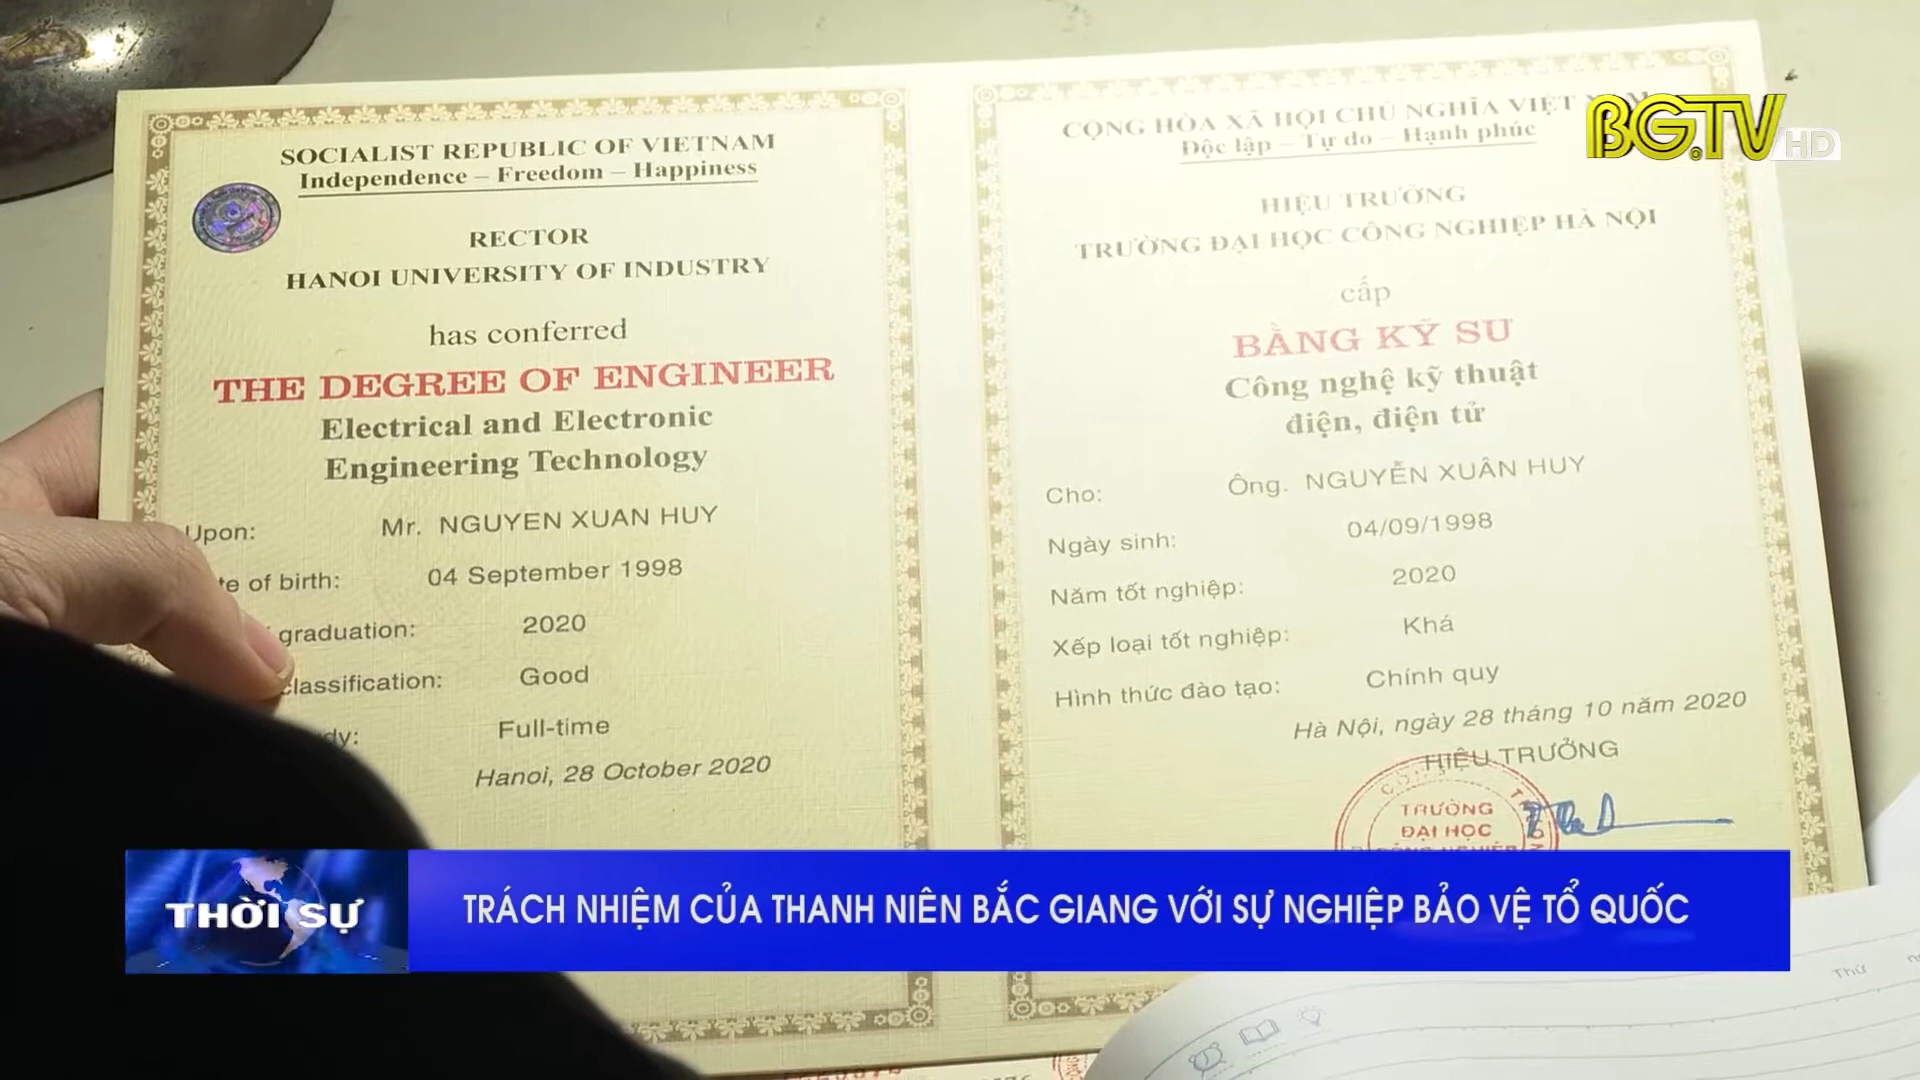 SOCIALIST REPUBLIC OF VIETNAM
Independence – Freedom – Happiness
RECTOR
HANOI UNIVERSITY OF INDUSTRY
has conferred
THE DEGREE OF ENGINEER
Electrical and Electronic
Engineering Technology
Upon: Mr. NGUYEN XUAN HUY
te of birth: 04 September 1998
graduation: 2020
classification: Good
dy: Full-time
Hanoi, 28 October 2020
CỘNG HÒA XÃ HỘI CHỦ NGHĨA VIỆT NAM
Độc lập – Tự do – Hạnh phúc
HIỆU TRƯỞNG
TRƯỜNG ĐẠI HỌC CÔNG NGHIỆP HÀ NỘI
cấp
BẰNG KỸ SƯ
Công nghệ kỹ thuật
điện, điện tử
Cho: Ông. NGUYỄN XUÂN HUY
Ngày sinh: 04/09/1998
Năm tốt nghiệp: 2020
Xếp loại tốt nghiệp: Khá
Hình thức đào tạo: Chính quy
Hà Nội, ngày 28 tháng 10 năm 2020
HIỆU TRƯỞNG
TRƯỜNG
ĐẠI HỌC
BG.TV HD
THỜI SỰ
TRÁCH NHIỆM CỦA THANH NIÊN BẮC GIANG VỚI SỰ NGHIỆP BẢO VỆ TỔ QUỐC
Thứ